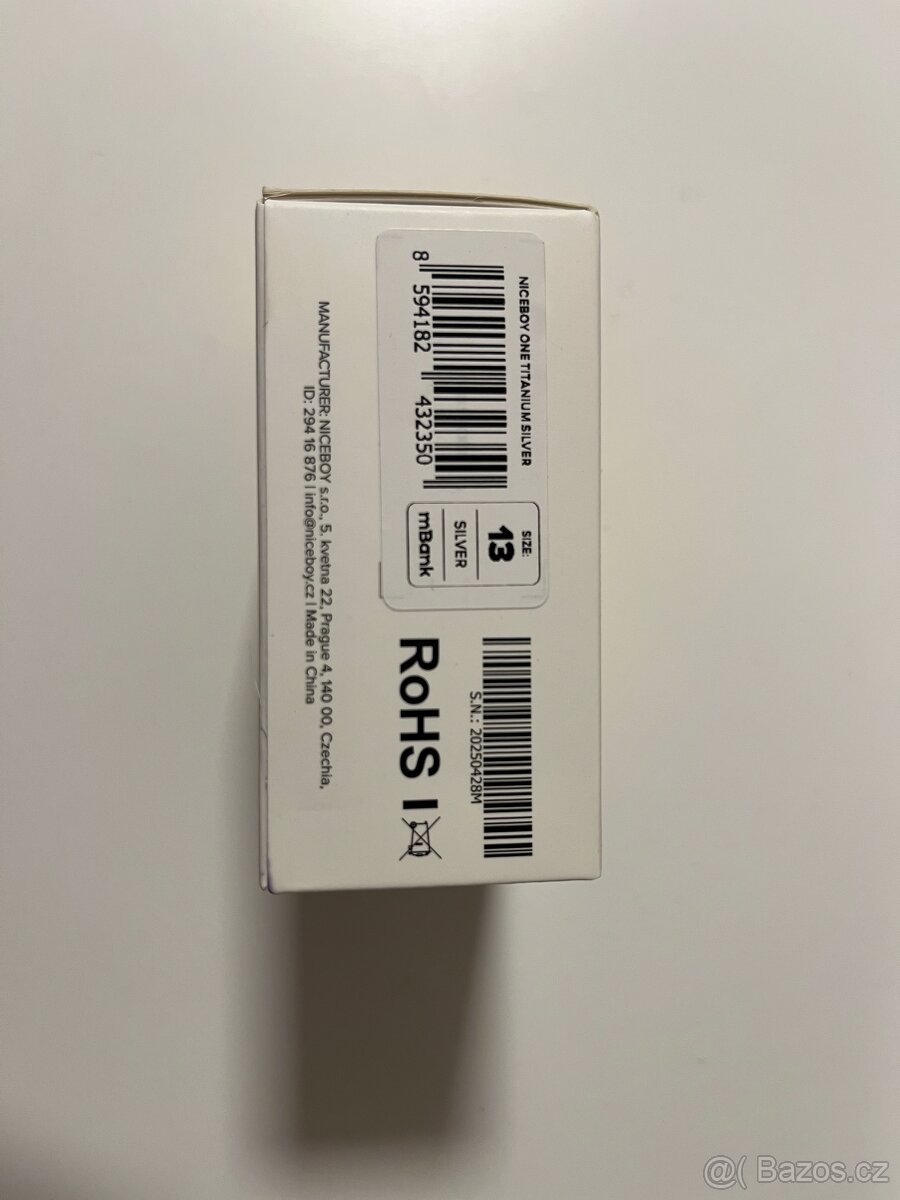 NICEBOY ONE TITANIUM SILVER
8 594182 432350
SIZE:
13
SILVER
mBank
S.N.: 20250428M
RoHS
MANUFACTURER: NICEBOY s.r.o., 5. kvetna 22, Prague 4, 140 00, Czechia,
ID: 294 16 876 I info@niceboy.cz I Made in China
@( Bazos.cz